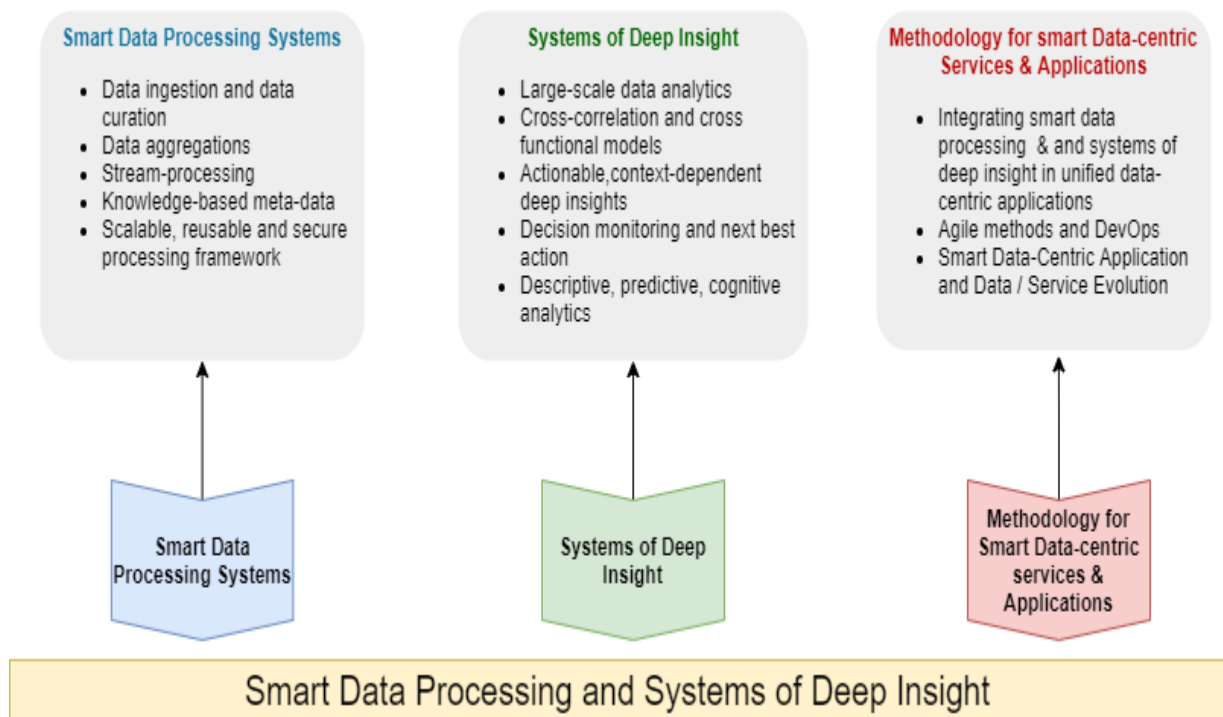 Smart Data Processing Systems
• Data ingestion and data
curation
• Data aggregations
• Stream-processing
• Knowledge-based meta-data
• Scalable, reusable and secure
processing framework
Systems of Deep Insight
• Large-scale data analytics
• Cross-correlation and cross
functional models
• Actionable,context-dependent
deep insights
• Decision monitoring and next best
action
• Descriptive, predictive, cognitive
analytics
Methodology for smart Data-centric
Services & Applications
• Integrating smart data
processing & and systems of
deep insight in unified data-
centric applications
• Agile methods and DevOps
• Smart Data-Centric Application
and Data / Service Evolution
Smart Data
Processing Systems
Systems of Deep
Insight
Methodology for
Smart Data-centric
services &
Applications
Smart Data Processing and Systems of Deep Insight